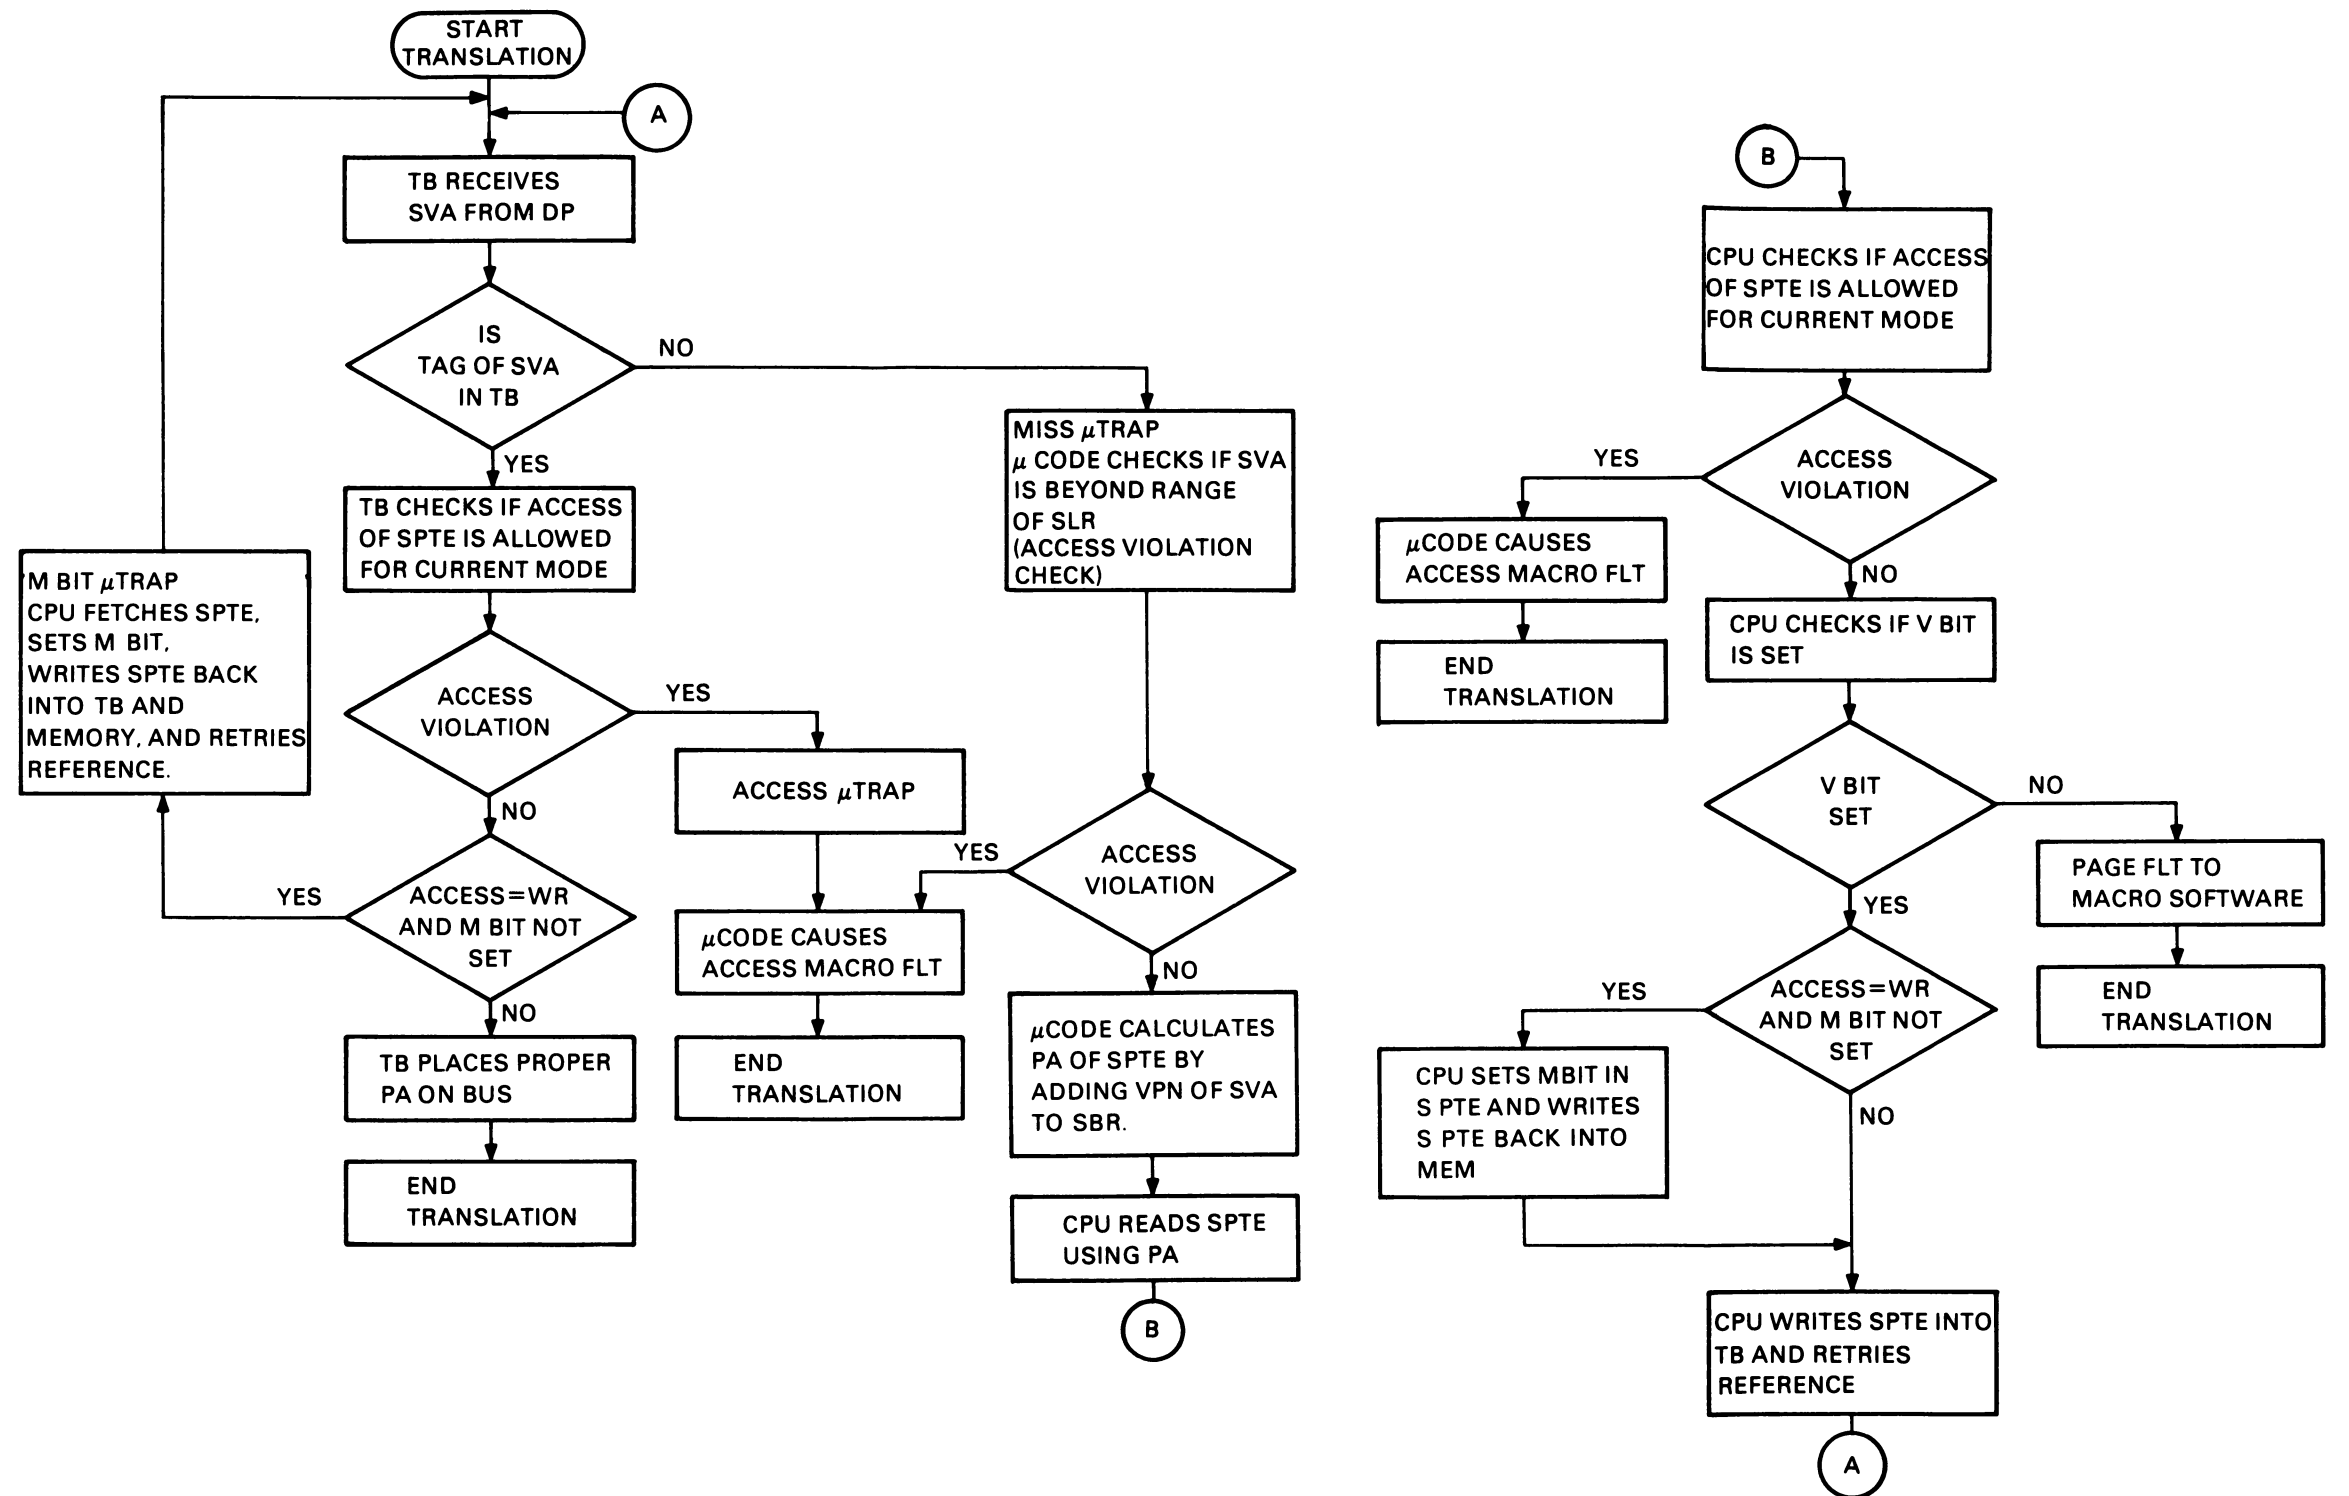 START
TRANSLATION
A
TB RECEIVES
SVA FROM DP
IS
TAG OF SVA
IN TB
NO
YES
TB CHECKS IF ACCESS
OF SPTE IS ALLOWED
FOR CURRENT MODE
M BIT μTRAP
CPU FETCHES SPTE,
SETS M BIT,
WRITES SPTE BACK
INTO TB AND
MEMORY, AND RETRIES
REFERENCE.
ACCESS
VIOLATION
YES
NO
ACCESS μTRAP
ACCESS=WR
AND M BIT NOT
SET
YES
NO
TB PLACES PROPER
PA ON BUS
END
TRANSLATION
μCODE CAUSES
ACCESS MACRO FLT
END
TRANSLATION
MISS μTRAP
μ CODE CHECKS IF SVA
IS BEYOND RANGE
OF SLR
(ACCESS VIOLATION
CHECK)
ACCESS
VIOLATION
YES
NO
μCODE CALCULATES
PA OF SPTE BY
ADDING VPN OF SVA
TO SBR.
CPU READS SPTE
USING PA
B
B
CPU CHECKS IF ACCESS
OF SPTE IS ALLOWED
FOR CURRENT MODE
ACCESS
VIOLATION
YES
μCODE CAUSES
ACCESS MACRO FLT
END
TRANSLATION
NO
CPU CHECKS IF V BIT
IS SET
V BIT
SET
NO
PAGE FLT TO
MACRO SOFTWARE
END
TRANSLATION
YES
ACCESS=WR
AND M BIT NOT
SET
YES
CPU SETS MBIT IN
S PTE AND WRITES
S PTE BACK INTO
MEM
NO
CPU WRITES SPTE INTO
TB AND RETRIES
REFERENCE
A